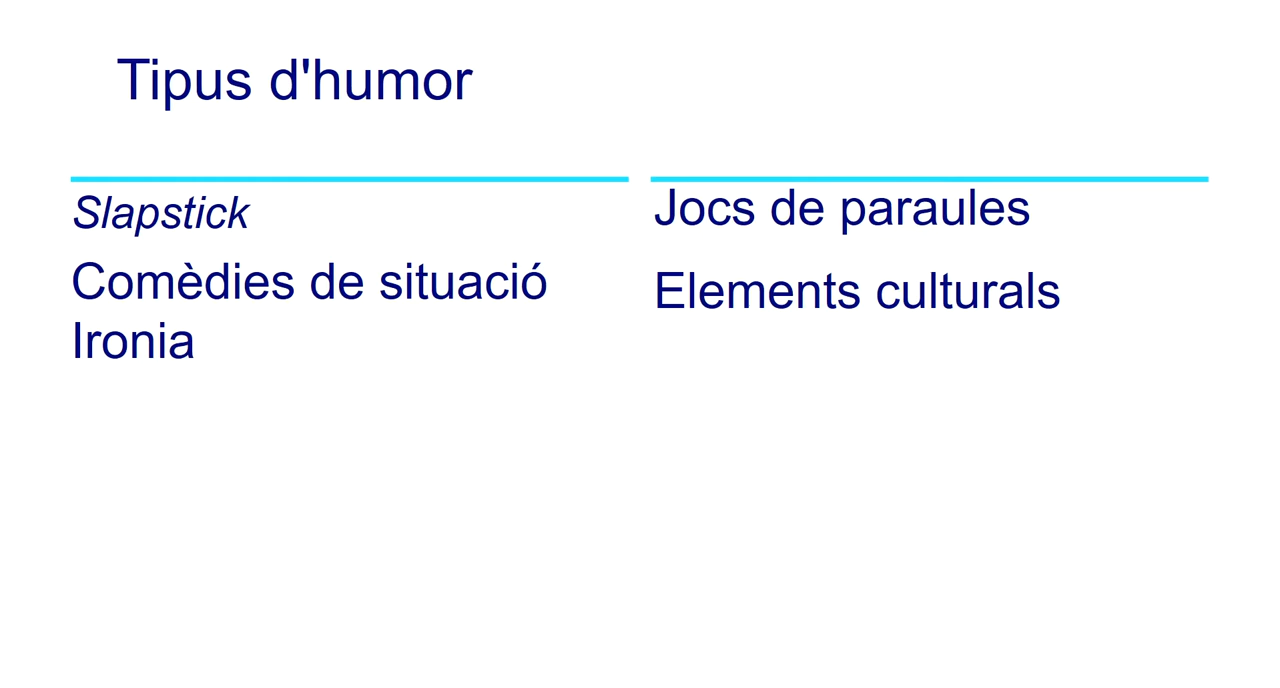 Tipus d'humor
Slapstick
Comèdies de situació
Ironia
Jocs de paraules
Elements culturals